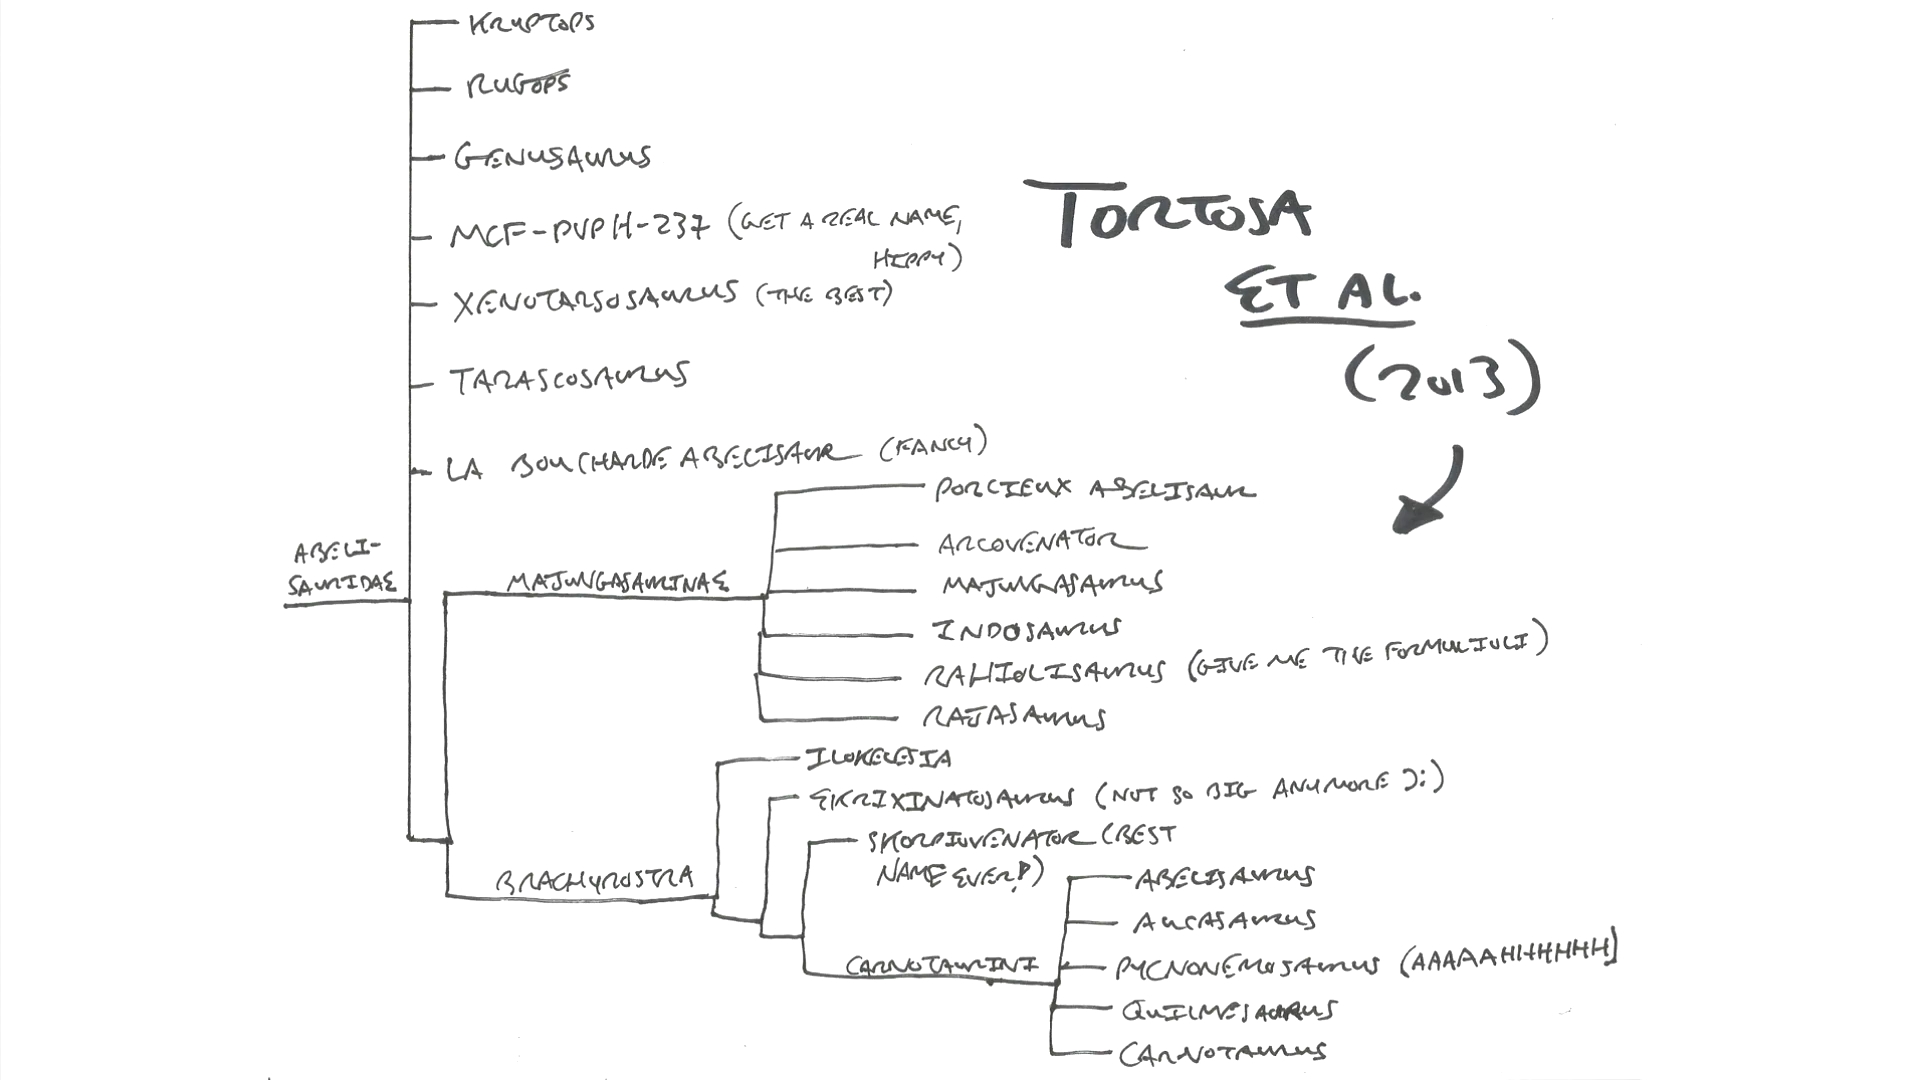 KRYPTOPS
RUGOPS
GENUSAURUS
MCF-PVPH-237 (GET A REAL NAME,
HIPPY)
XENOTARSOSAURUS (THE BEST)
TARASCOSAURUS
LA BOUCHARDE ABELISAUR (FANCY)
TORTOSA
ET AL.
(2013)
ABELI-
SAURIDAE
MAJUNGASAURINAE
PORCIEUX ABELISAUR
ARCOVENATOR
MAJUNGASAURUS
INDOSAURUS
RAHIOLISAURUS (GIVE ME THE FORMULIOLI)
RAJASAURUS
BRACHYROSTRA
ILOKELESIA
EKRIXINATOSAURUS (NOT SO BIG ANYMORE ):)
SKORPIOVENATOR (BEST
NAME EVER!)
CARNOTAURINI
ABELISAURUS
AUCASAURUS
PYCNONEMOSAURUS (AAAAAHHHHHH)
QUILMESAURUS
CARNOTAURUS